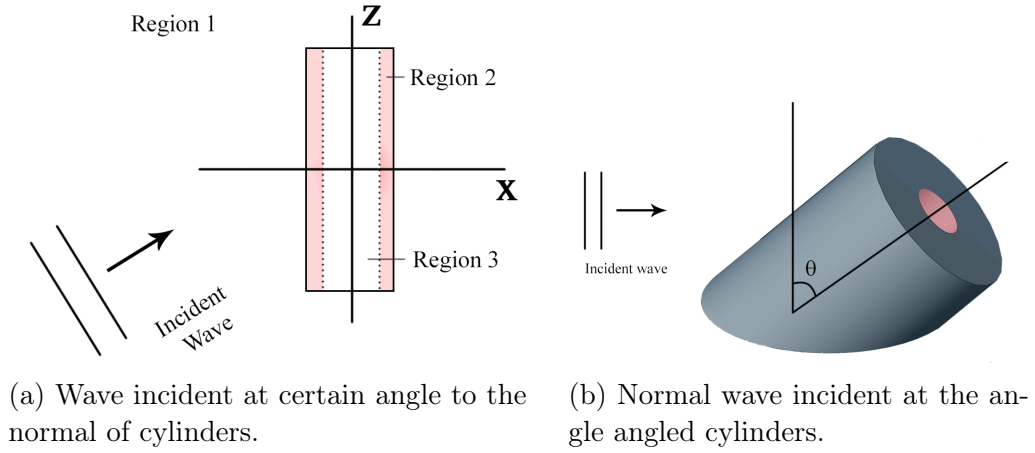 Region 1
Z
Region 2
X
Region 3
Incident
Wave
Incident wave
θ
(a) Wave incident at certain angle to the
normal of cylinders.
(b) Normal wave incident at the an-
gle angled cylinders.